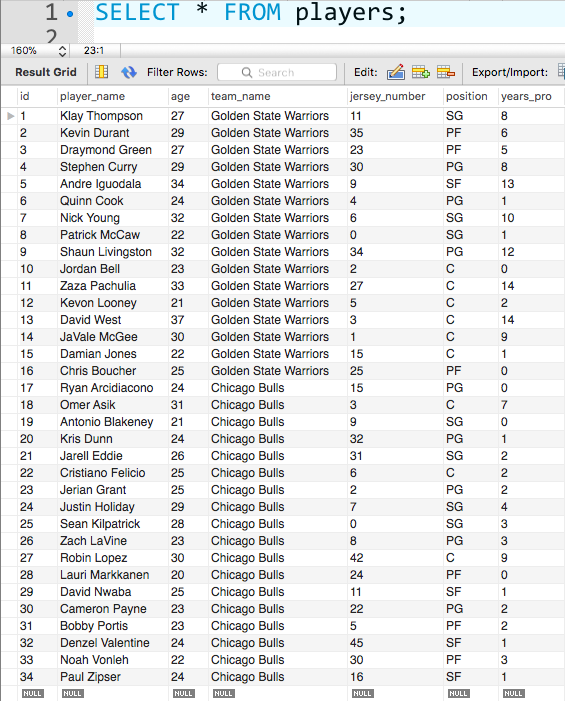 1 SELECT * FROM players;
2
160% 23:1
Result Grid Filter Rows: Search Edit: Export/Import:
id player_name age team_name jersey_number position years_pro
1 Klay Thompson 27 Golden State Warriors 11 SG 8
2 Kevin Durant 29 Golden State Warriors 35 PF 6
3 Draymond Green 27 Golden State Warriors 23 PF 5
4 Stephen Curry 29 Golden State Warriors 30 PG 8
5 Andre Iguodala 34 Golden State Warriors 9 SF 13
6 Quinn Cook 24 Golden State Warriors 4 PG 1
7 Nick Young 32 Golden State Warriors 6 SG 10
8 Patrick McCaw 22 Golden State Warriors 0 SG 1
9 Shaun Livingston 32 Golden State Warriors 34 PG 12
10 Jordan Bell 23 Golden State Warriors 2 C 0
11 Zaza Pachulia 33 Golden State Warriors 27 C 14
12 Kevon Looney 21 Golden State Warriors 5 C 2
13 David West 37 Golden State Warriors 3 C 14
14 JaVale McGee 30 Golden State Warriors 1 C 9
15 Damian Jones 22 Golden State Warriors 15 C 1
16 Chris Boucher 25 Golden State Warriors 25 PF 0
17 Ryan Arcidiacono 24 Chicago Bulls 15 PG 0
18 Omer Asik 31 Chicago Bulls 3 C 7
19 Antonio Blakeney 21 Chicago Bulls 9 SG 0
20 Kris Dunn 24 Chicago Bulls 32 PG 1
21 Jarell Eddie 26 Chicago Bulls 31 SG 2
22 Cristiano Felicio 25 Chicago Bulls 6 C 2
23 Jerian Grant 25 Chicago Bulls 2 PG 2
24 Justin Holiday 29 Chicago Bulls 7 SG 4
25 Sean Kilpatrick 28 Chicago Bulls 0 SG 3
26 Zach LaVine 23 Chicago Bulls 8 PG 3
27 Robin Lopez 30 Chicago Bulls 42 C 9
28 Lauri Markkanen 20 Chicago Bulls 24 PF 0
29 David Nwaba 25 Chicago Bulls 11 SF 1
30 Cameron Payne 23 Chicago Bulls 22 PG 2
31 Bobby Portis 23 Chicago Bulls 5 PF 2
32 Denzel Valentine 24 Chicago Bulls 45 SF 1
33 Noah Vonleh 22 Chicago Bulls 30 PF 3
34 Paul Zipser 24 Chicago Bulls 16 SF 1
NULL NULL NULL NULL NULL NULL NULL